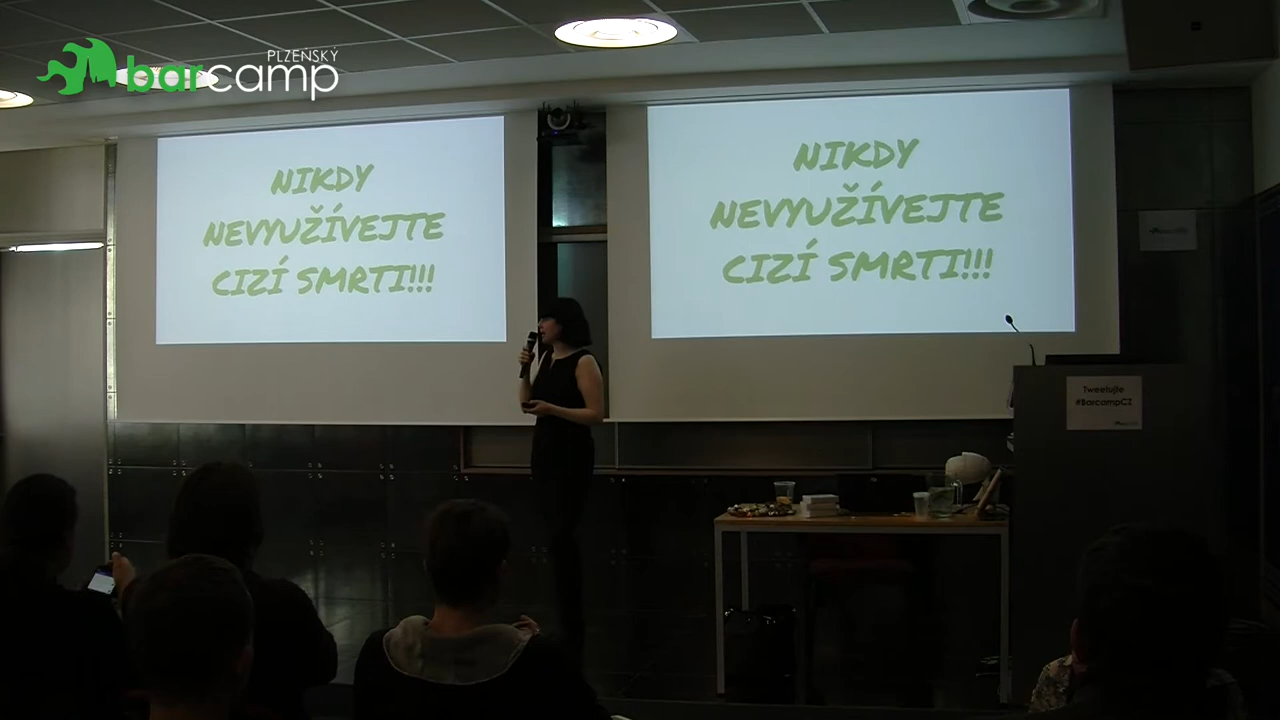 PLZEŇSKÝ
barcamp
NIKDY
NEVYUŽÍVEJTE
CIZÍ SMRTI!!!
NIKDY
NEVYUŽÍVEJTE
CIZÍ SMRTI!!!
Tweetujte
#BarcampCZ